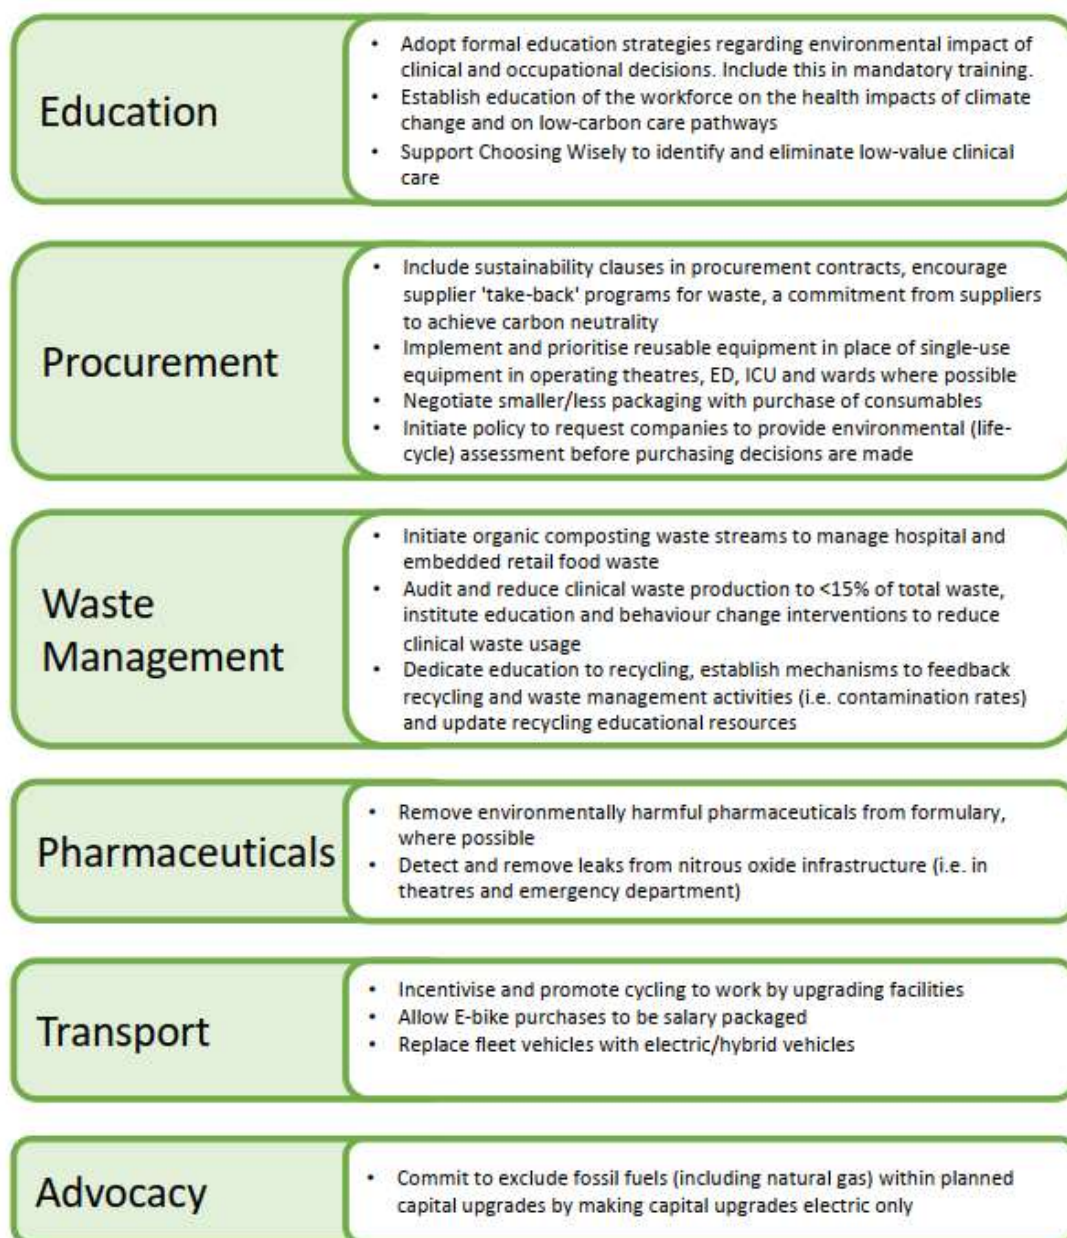 Education
• Adopt formal education strategies regarding environmental impact of
clinical and occupational decisions. Include this in mandatory training.
• Establish education of the workforce on the health impacts of climate
change and on low-carbon care pathways
• Support Choosing Wisely to identify and eliminate low-value clinical
care
Procurement
• Include sustainability clauses in procurement contracts, encourage
supplier 'take-back' programs for waste, a commitment from suppliers
to achieve carbon neutrality
• Implement and prioritise reusable equipment in place of single-use
equipment in operating theatres, ED, ICU and wards where possible
• Negotiate smaller/less packaging with purchase of consumables
• Initiate policy to request companies to provide environmental (life-
cycle) assessment before purchasing decisions are made
Waste
Management
• Initiate organic composting waste streams to manage hospital and
embedded retail food waste
• Audit and reduce clinical waste production to <15% of total waste,
institute education and behaviour change interventions to reduce
clinical waste usage
• Dedicate education to recycling, establish mechanisms to feedback
recycling and waste management activities (i.e. contamination rates)
and update recycling educational resources
Pharmaceuticals
• Remove environmentally harmful pharmaceuticals from formulary,
where possible
• Detect and remove leaks from nitrous oxide infrastructure (i.e. in
theatres and emergency department)
Transport
• Incentivise and promote cycling to work by upgrading facilities
• Allow E-bike purchases to be salary packaged
• Replace fleet vehicles with electric/hybrid vehicles
Advocacy
• Commit to exclude fossil fuels (including natural gas) within planned
capital upgrades by making capital upgrades electric only